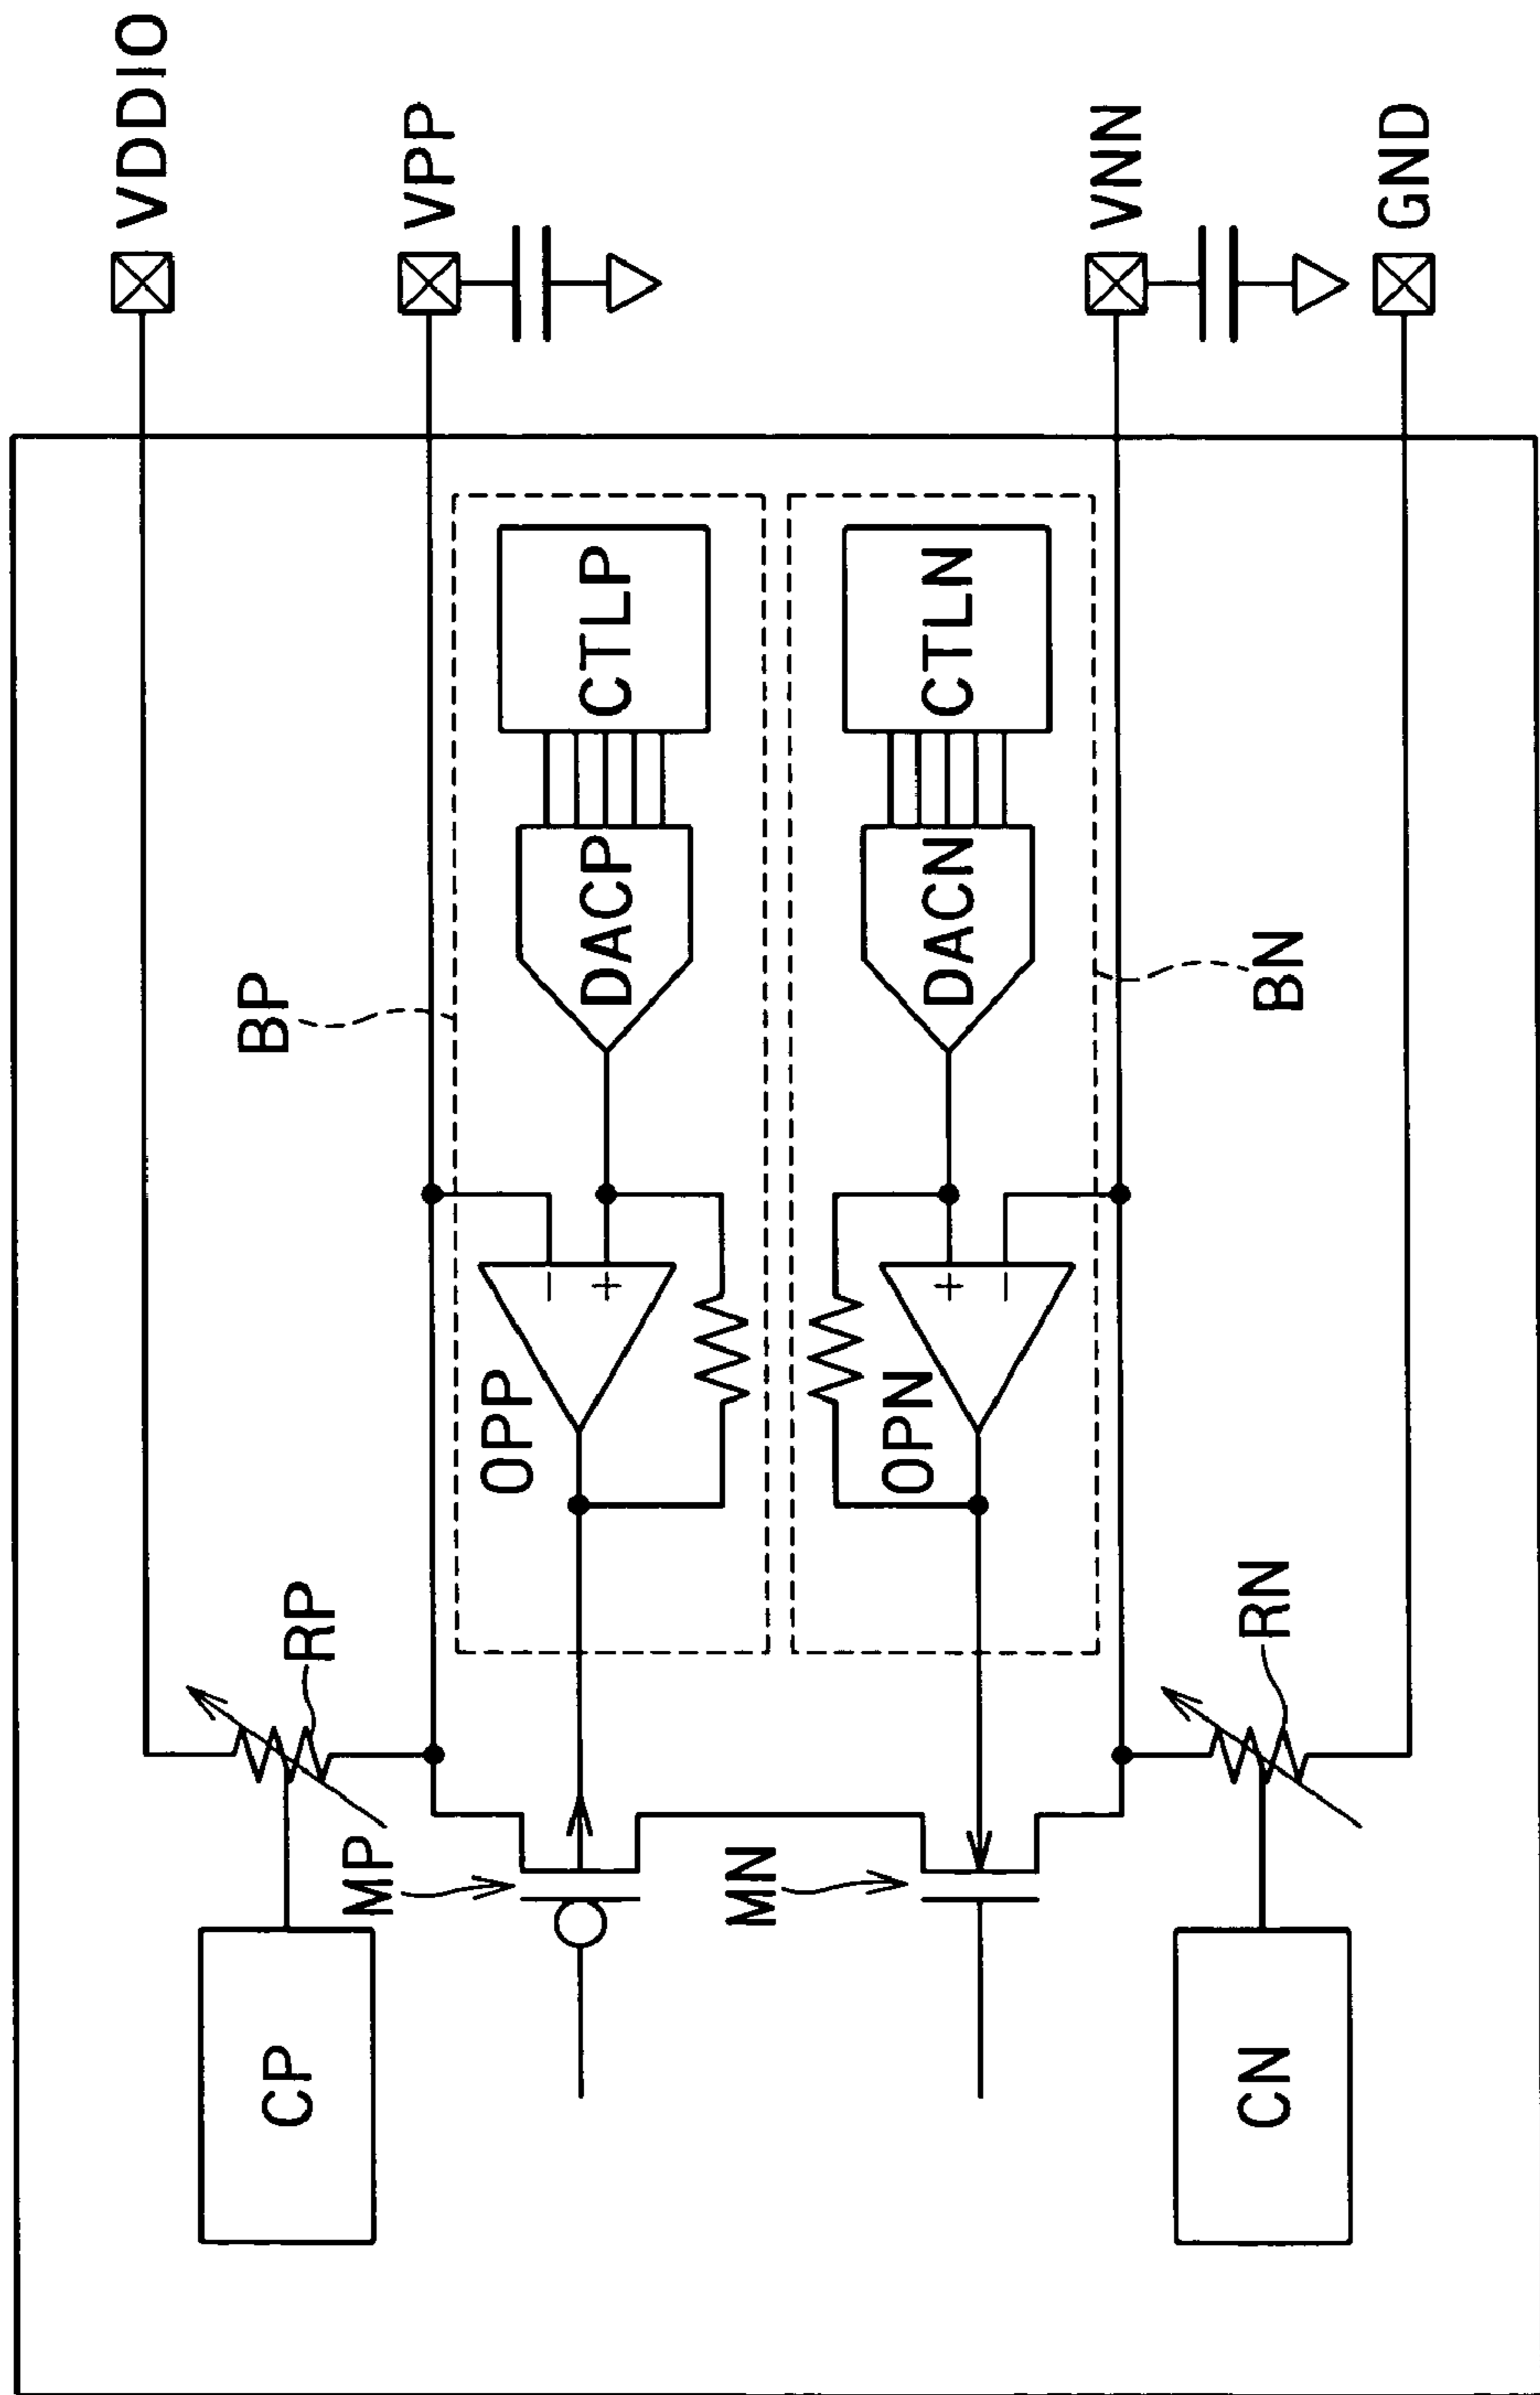 VDDIO
VPP
VNN
GND
BP
CTLP
DACP
OPP
CTLN
DACN
OPN
BN
RP
MP
CP
MN
RN
CN